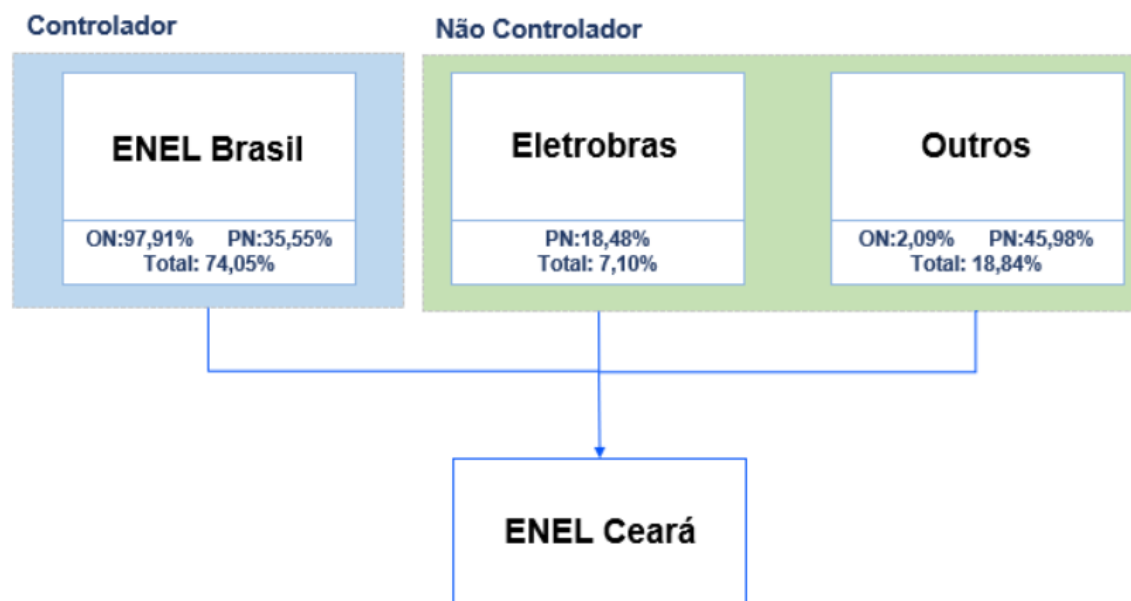 Controlador
Não Controlador
ENEL Brasil
ON:97,91% PN:35,55%
Total: 74,05%
Eletrobras
PN:18,48%
Total: 7,10%
Outros
ON:2,09% PN:45,98%
Total: 18,84%
ENEL Ceará